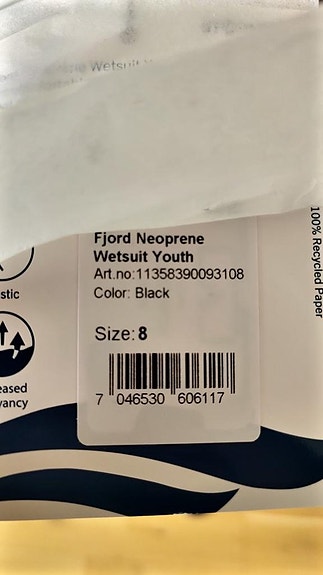 Wetsuit
Fjord Neoprene
Wetsuit Youth
Art.no:11358390093108
Color: Black
Size: 8
7 046530 606117
stic
eased
yancy
100% Recycled Paper